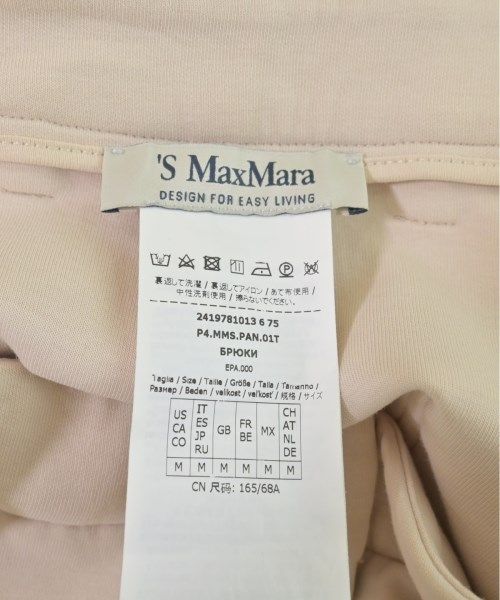 'S MaxMara
DESIGN FOR EASY LIVING
裏返して洗濯 / 裏返してアイロン / あて布使用 /
中性洗剤使用 / 擦らないでください。
2419781013 6 75
P4.MMS.PAN.01T
БРЮКИ
EPA.000
Taglia / Size / Taille / Größe / Talla / Tamanho /
Размер / Beden / velikost / veľkosť / 规格 / サイズ
US CA CO | IT ES JP RU | GB | FR BE | MX | CH AT NL DE
M | M | M | M | M | M
CN 尺码: 165/68A